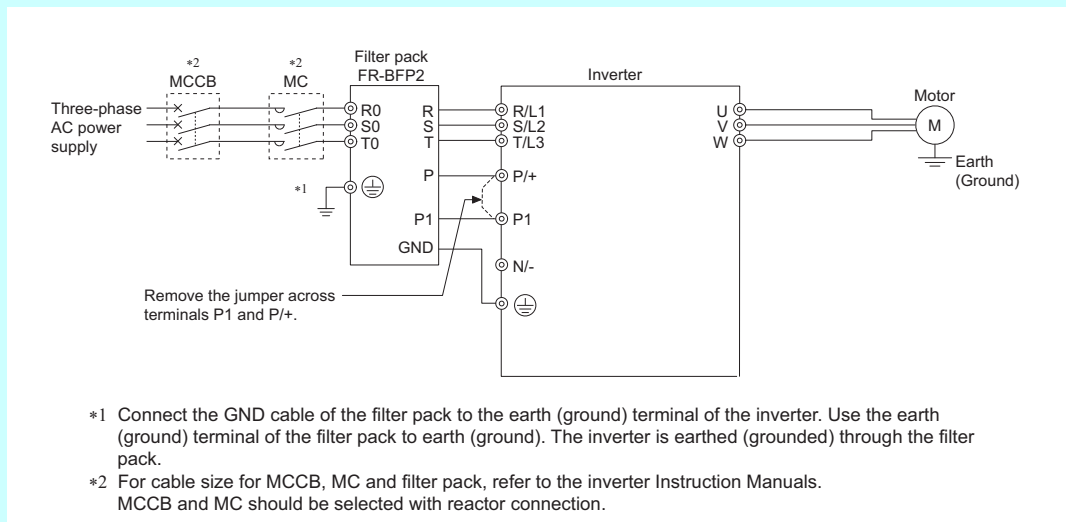 Filter pack
FR-BFP2
Inverter
*2
MCCB
*2
MC
Three-phase
AC power
supply
R0
S0
T0
R
S
T
R/L1
S/L2
T/L3
U
V
W
Motor
M
Earth
(Ground)
*1
P
P/+
P1
P1
GND
N/-
Remove the jumper across
terminals P1 and P/+.
*1 Connect the GND cable of the filter pack to the earth (ground) terminal of the inverter. Use the earth
(ground) terminal of the filter pack to earth (ground). The inverter is earthed (grounded) through the filter
pack.
*2 For cable size for MCCB, MC and filter pack, refer to the inverter Instruction Manuals.
MCCB and MC should be selected with reactor connection.